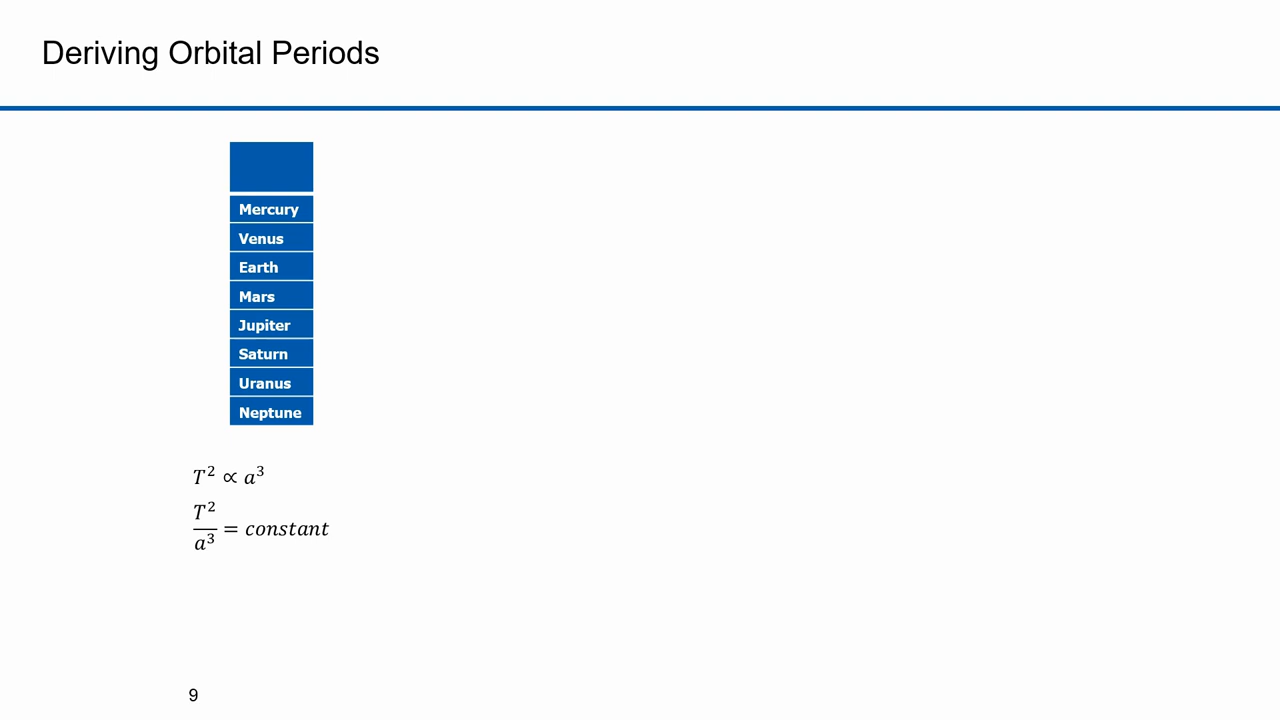 Deriving Orbital Periods
Mercury
Venus
Earth
Mars
Jupiter
Saturn
Uranus
Neptune
𝑇² ∝ 𝑎³
𝑇²/𝑎³ = 𝑐𝑜𝑛𝑠𝑡𝑎𝑛𝑡
9